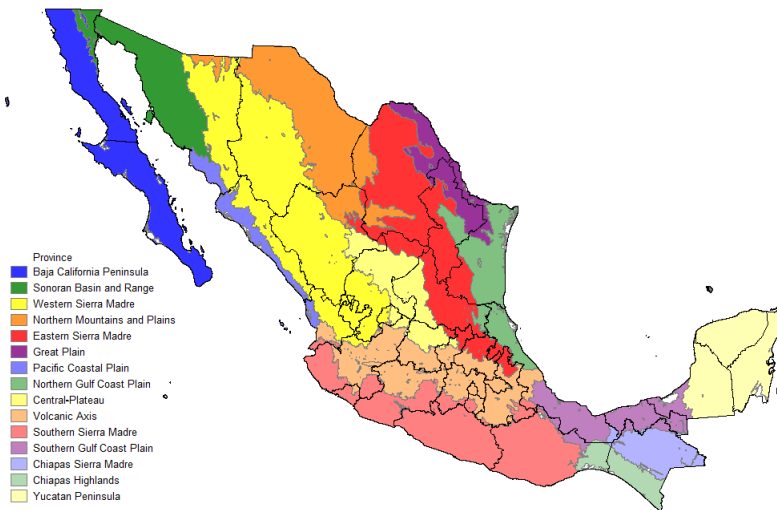 Province
Baja California Peninsula
Sonoran Basin and Range
Western Sierra Madre
Northern Mountains and Plains
Eastern Sierra Madre
Great Plain
Pacific Coastal Plain
Northern Gulf Coast Plain
Central-Plateau
Volcanic Axis
Southern Sierra Madre
Southern Gulf Coast Plain
Chiapas Sierra Madre
Chiapas Highlands
Yucatan Peninsula